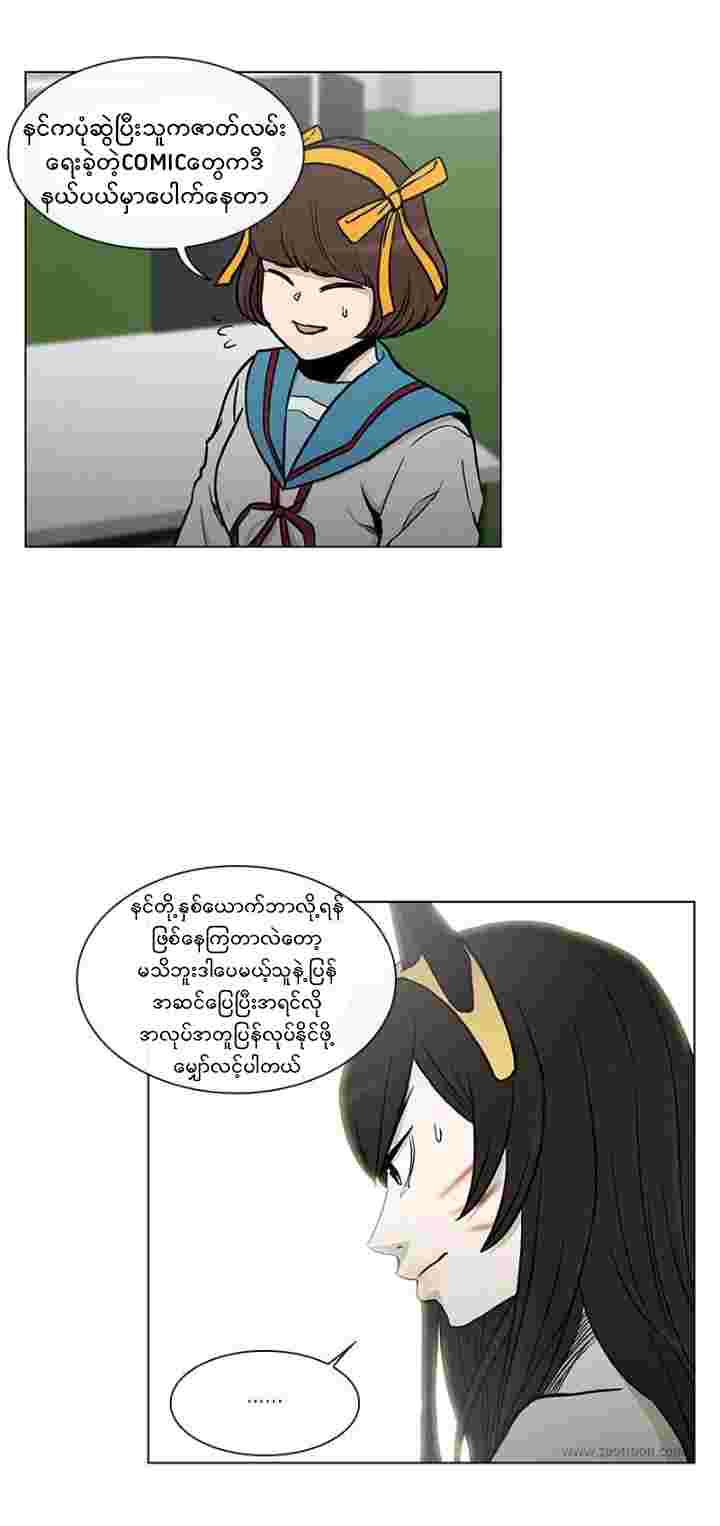 နင်ကပုံဆွဲပြီးသူကဇာတ်လမ်း
ရေးခဲ့တဲ့COMICတွေကဒီ
နယ်ပယ်မှာပေါက်နေတာ
နင်တို့နှစ်ယောက်ဘာလို့ရန်
ဖြစ်နေကြတာလဲတော့
မသိဘူးဒါပေမယ့်သူနဲ့ပြန်
အဆင်ပြေပြီးအရင်လို
အလုပ်အတူပြန်လုပ်နိုင်ဖို့
မျှော်လင့်ပါတယ်
......